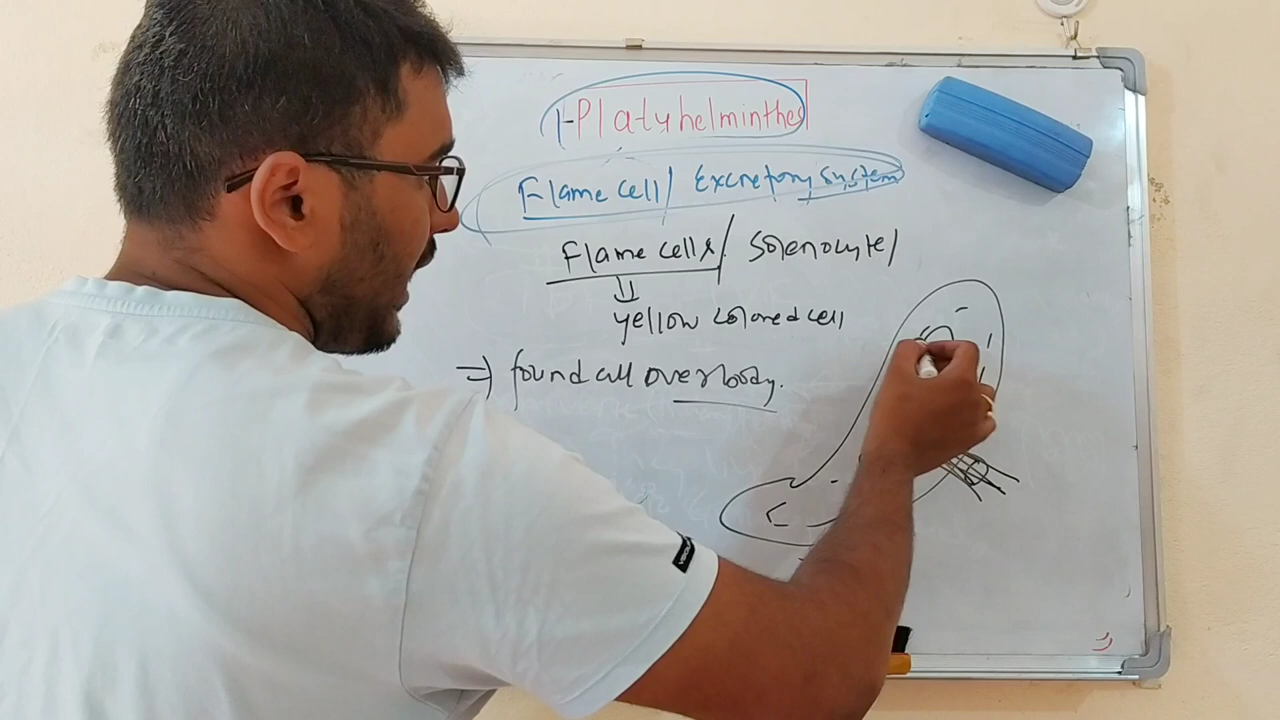 Platyhelminthes
Flame cell / Excretory System
Flame cells / Solenocytes
yellow colored cell
=> found all over body.